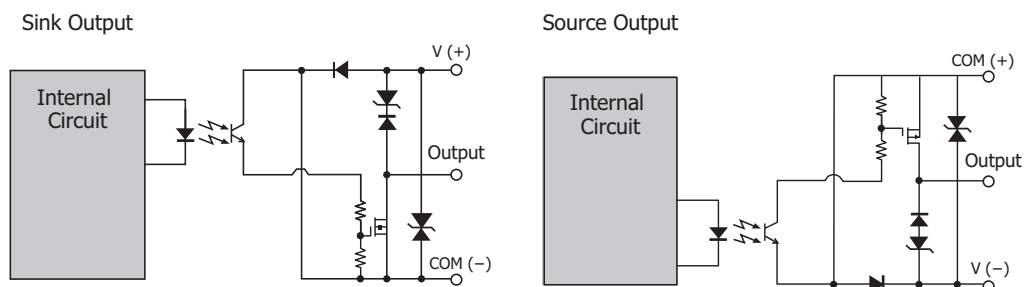 Sink Output
Internal
Circuit
V (+)
Output
COM (−)
Source Output
Internal
Circuit
COM (+)
Output
V (−)